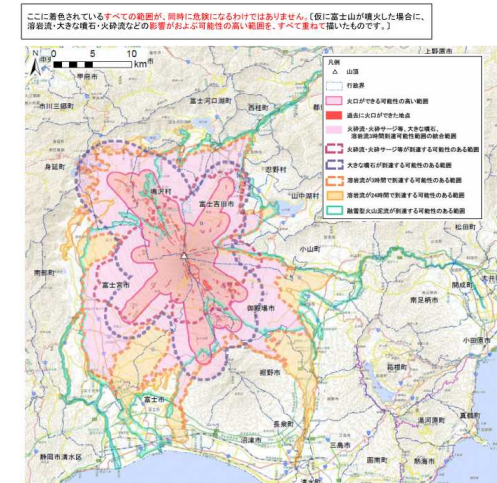 ここに着色されているすべての範囲が、同時に危険になるわけではありません。〔仮に富士山が噴火した場合に、
溶岩流・大きな噴石・火砕流などの影響がおよぶ可能性の高い範囲を、すべて重ねて描いたものです。〕
N
0 5 10
km
上野原市
甲府市
市川三郷町
富士河口湖町
西桂町
身延町
鳴沢村
忍野村
富士吉田市
山中湖村
凡例
山頂
行政界
火口ができる可能性の高い範囲
過去に火口ができた地点
火砕流・火砕サージ等、大きな噴石、
溶岩流3時間到達可能性範囲の統合範囲
火砕流・火砕サージ等が到達する可能性のある範囲
大きな噴石が到達する可能性のある範囲
溶岩流が3時間で到達する可能性のある範囲
溶岩流が24時間で到達する可能性のある範囲
融雪型火山泥流が到達する可能性のある範囲
松田町
小山町
南部町
富士宮市
開成町
南足柄市
御殿場市
小田原市
箱根町
裾野市
富士市
真鶴町
長泉町
湯河原町
沼津市
三島市
静岡市清水区
函南町
熱海市
清水町